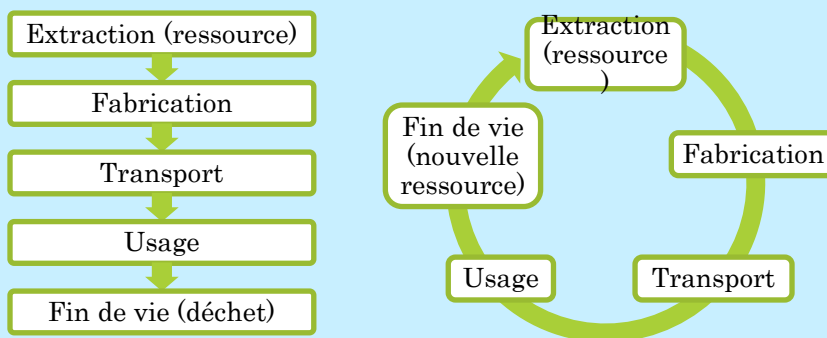 Extraction (ressource)
Fabrication
Transport
Usage
Fin de vie (déchet)
Extraction
(ressource
)
Fabrication
Transport
Usage
Fin de vie
(nouvelle
ressource)